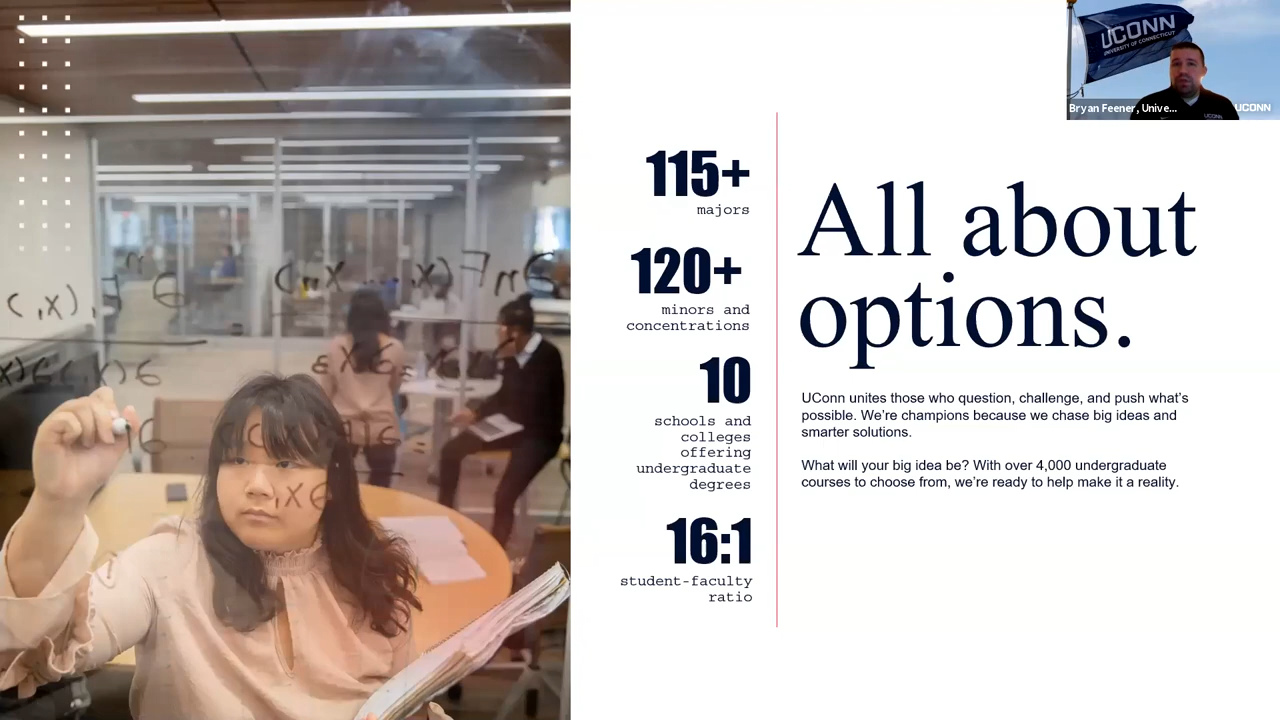 UCONN
UNIVERSITY OF CONNECTICUT
Bryan Feener, Unive...
UCONN
115+
majors
120+
minors and
concentrations
10
schools and
colleges
offering
undergraduate
degrees
16:1
student-faculty
ratio
All about
options.
UConn unites those who question, challenge, and push what's
possible. We're champions because we chase big ideas and
smarter solutions.
What will your big idea be? With over 4,000 undergraduate
courses to choose from, we're ready to help make it a reality.